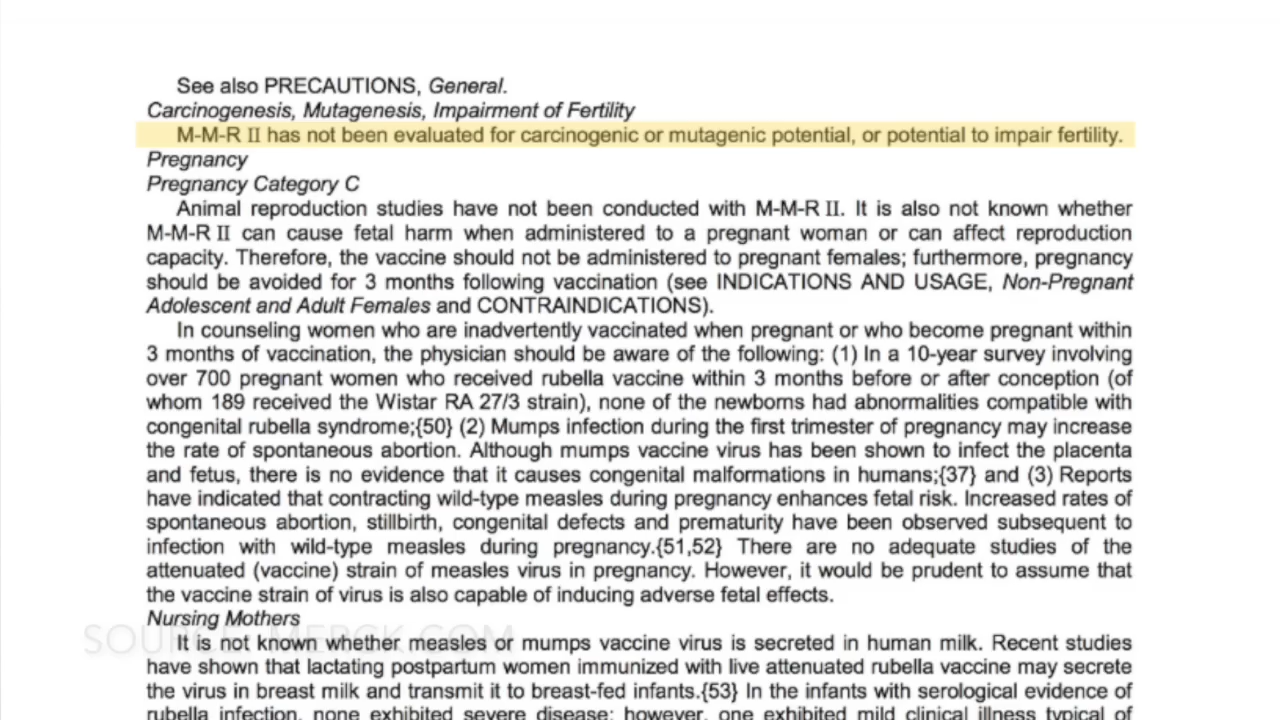 See also PRECAUTIONS, General.
Carcinogenesis, Mutagenesis, Impairment of Fertility
M-M-R II has not been evaluated for carcinogenic or mutagenic potential, or potential to impair fertility.
Pregnancy
Pregnancy Category C
Animal reproduction studies have not been conducted with M-M-R II. It is also not known whether
M-M-R II can cause fetal harm when administered to a pregnant woman or can affect reproduction
capacity. Therefore, the vaccine should not be administered to pregnant females; furthermore, pregnancy
should be avoided for 3 months following vaccination (see INDICATIONS AND USAGE, Non-Pregnant
Adolescent and Adult Females and CONTRAINDICATIONS).
In counseling women who are inadvertently vaccinated when pregnant or who become pregnant within
3 months of vaccination, the physician should be aware of the following: (1) In a 10-year survey involving
over 700 pregnant women who received rubella vaccine within 3 months before or after conception (of
whom 189 received the Wistar RA 27/3 strain), none of the newborns had abnormalities compatible with
congenital rubella syndrome;{50} (2) Mumps infection during the first trimester of pregnancy may increase
the rate of spontaneous abortion. Although mumps vaccine virus has been shown to infect the placenta
and fetus, there is no evidence that it causes congenital malformations in humans;{37} and (3) Reports
have indicated that contracting wild-type measles during pregnancy enhances fetal risk. Increased rates of
spontaneous abortion, stillbirth, congenital defects and prematurity have been observed subsequent to
infection with wild-type measles during pregnancy.{51,52} There are no adequate studies of the
attenuated (vaccine) strain of measles virus in pregnancy. However, it would be prudent to assume that
the vaccine strain of virus is also capable of inducing adverse fetal effects.
Nursing Mothers
SOURCE: MERCK.COM
It is not known whether measles or mumps vaccine virus is secreted in human milk. Recent studies
have shown that lactating postpartum women immunized with live attenuated rubella vaccine may secrete
the virus in breast milk and transmit it to breast-fed infants.{53} In the infants with serological evidence of
rubella infection, none exhibited severe disease; however, one exhibited mild clinical illness typical of